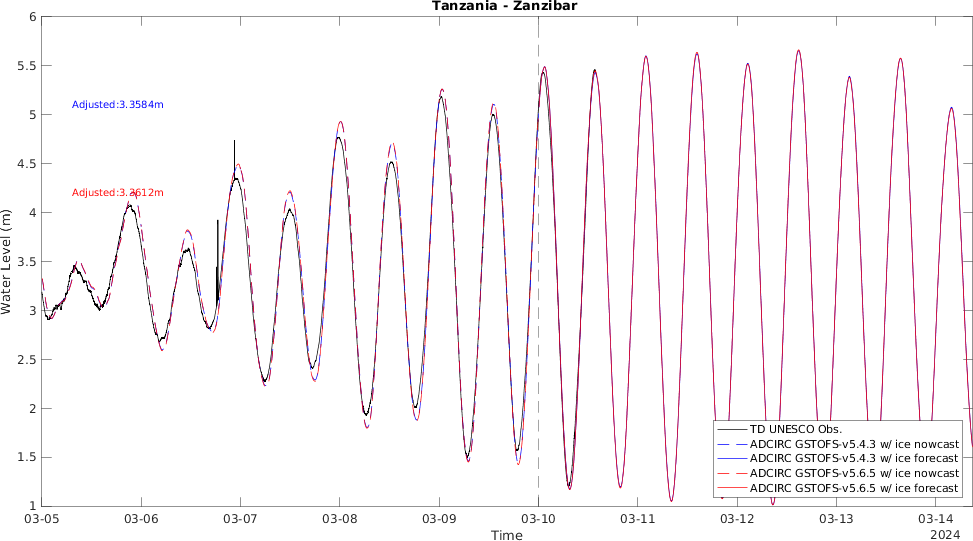 Tanzania - Zanzibar
6
5.5
5
4.5
4
3.5
3
2.5
2
1.5
1
Water Level (m)
Adjusted:3.3584m
Adjusted:3.2612m
TD UNESCO Obs.
ADCIRC GSTOFS-v5.4.3 w/ ice nowcast
ADCIRC GSTOFS-v5.4.3 w/ ice forecast
ADCIRC GSTOFS-v5.6.5 w/ ice nowcast
ADCIRC GSTOFS-v5.6.5 w/ ice forecast
03-05 03-06 03-07 03-08 03-09 03-10 03-11 03-12 03-13 03-14
Time
2024